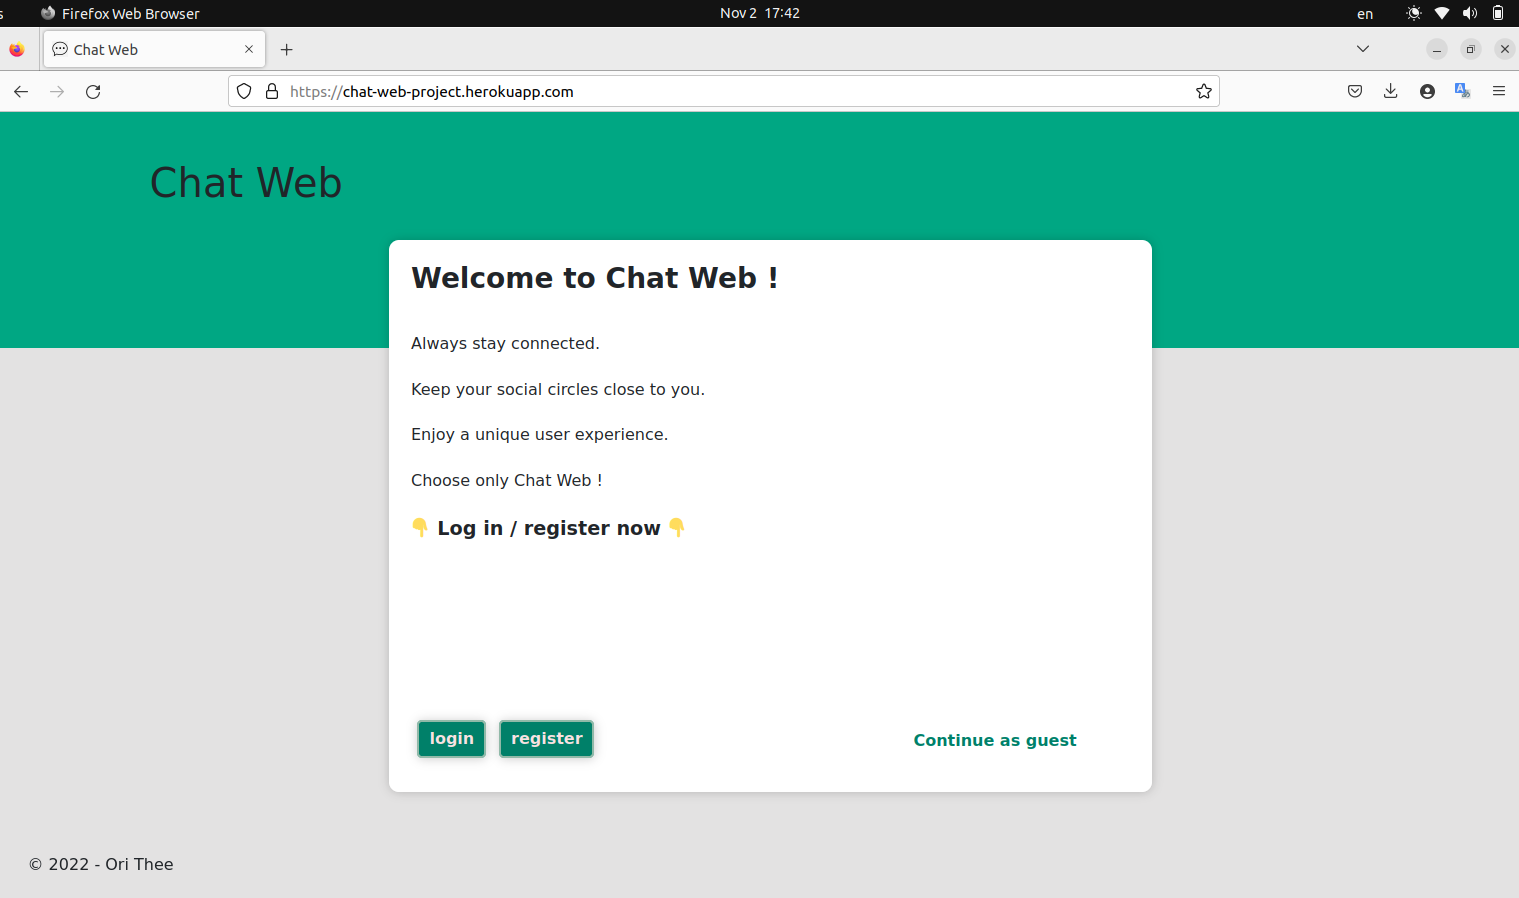 s Firefox Web Browser Nov 2 17:42 en
Chat Web
https://chat-web-project.herokuapp.com
Chat Web
Welcome to Chat Web !
Always stay connected.
Keep your social circles close to you.
Enjoy a unique user experience.
Choose only Chat Web !
👇 Log in / register now 👇
login register Continue as guest
© 2022 - Ori Thee